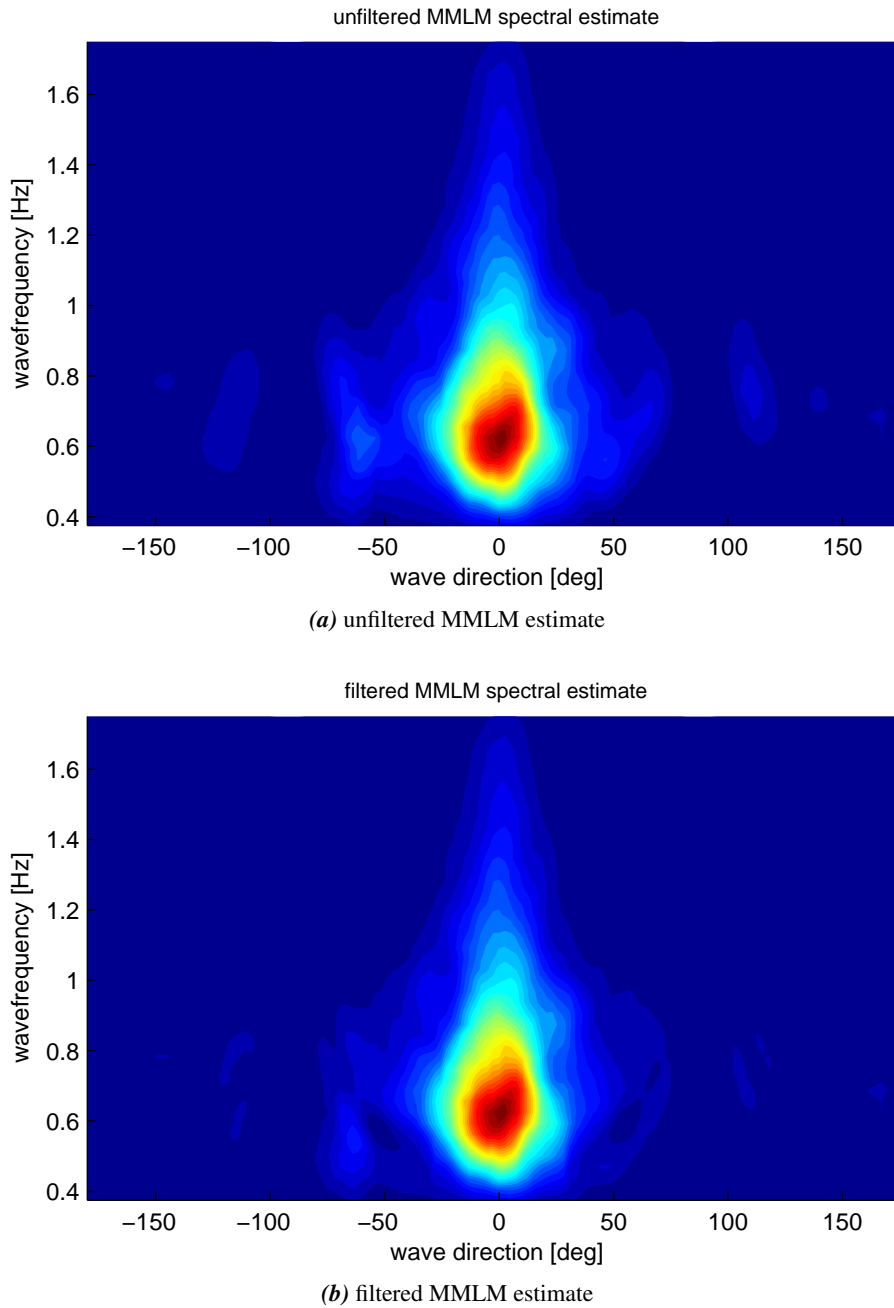 unfiltered MMLM spectral estimate
1.6
1.4
1.2
1
0.8
0.6
0.4
wavefrequency [Hz]
−150 −100 −50 0 50 100 150
wave direction [deg]
(a) unfiltered MMLM estimate
filtered MMLM spectral estimate
1.6
1.4
1.2
1
0.8
0.6
0.4
wavefrequency [Hz]
−150 −100 −50 0 50 100 150
wave direction [deg]
(b) filtered MMLM estimate